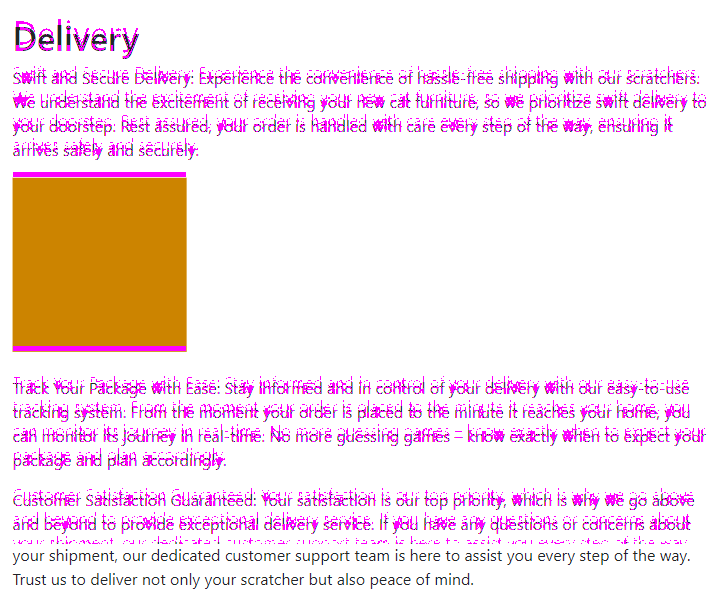 Delivery
Swift and Secure Delivery: Experience the convenience of hassle-free shipping with our scratchers.
We understand the excitement of receiving your new cat furniture, so we prioritize swift delivery to
your doorstep. Rest assured, your order is handled with care every step of the way, ensuring it
arrives safely and securely.
Track Your Package with Ease: Stay informed and in control of your delivery with our easy-to-use
tracking system. From the moment your order is placed to the minute it reaches your home, you
can monitor its journey in real-time. No more guessing games – know exactly when to expect your
package and plan accordingly.
Customer Satisfaction Guaranteed: Your satisfaction is our top priority, which is why we go above
and beyond to provide exceptional delivery service. If you have any questions or concerns about
your shipment, our dedicated customer support team is here to assist you every step of the way.
Trust us to deliver not only your scratcher but also peace of mind.